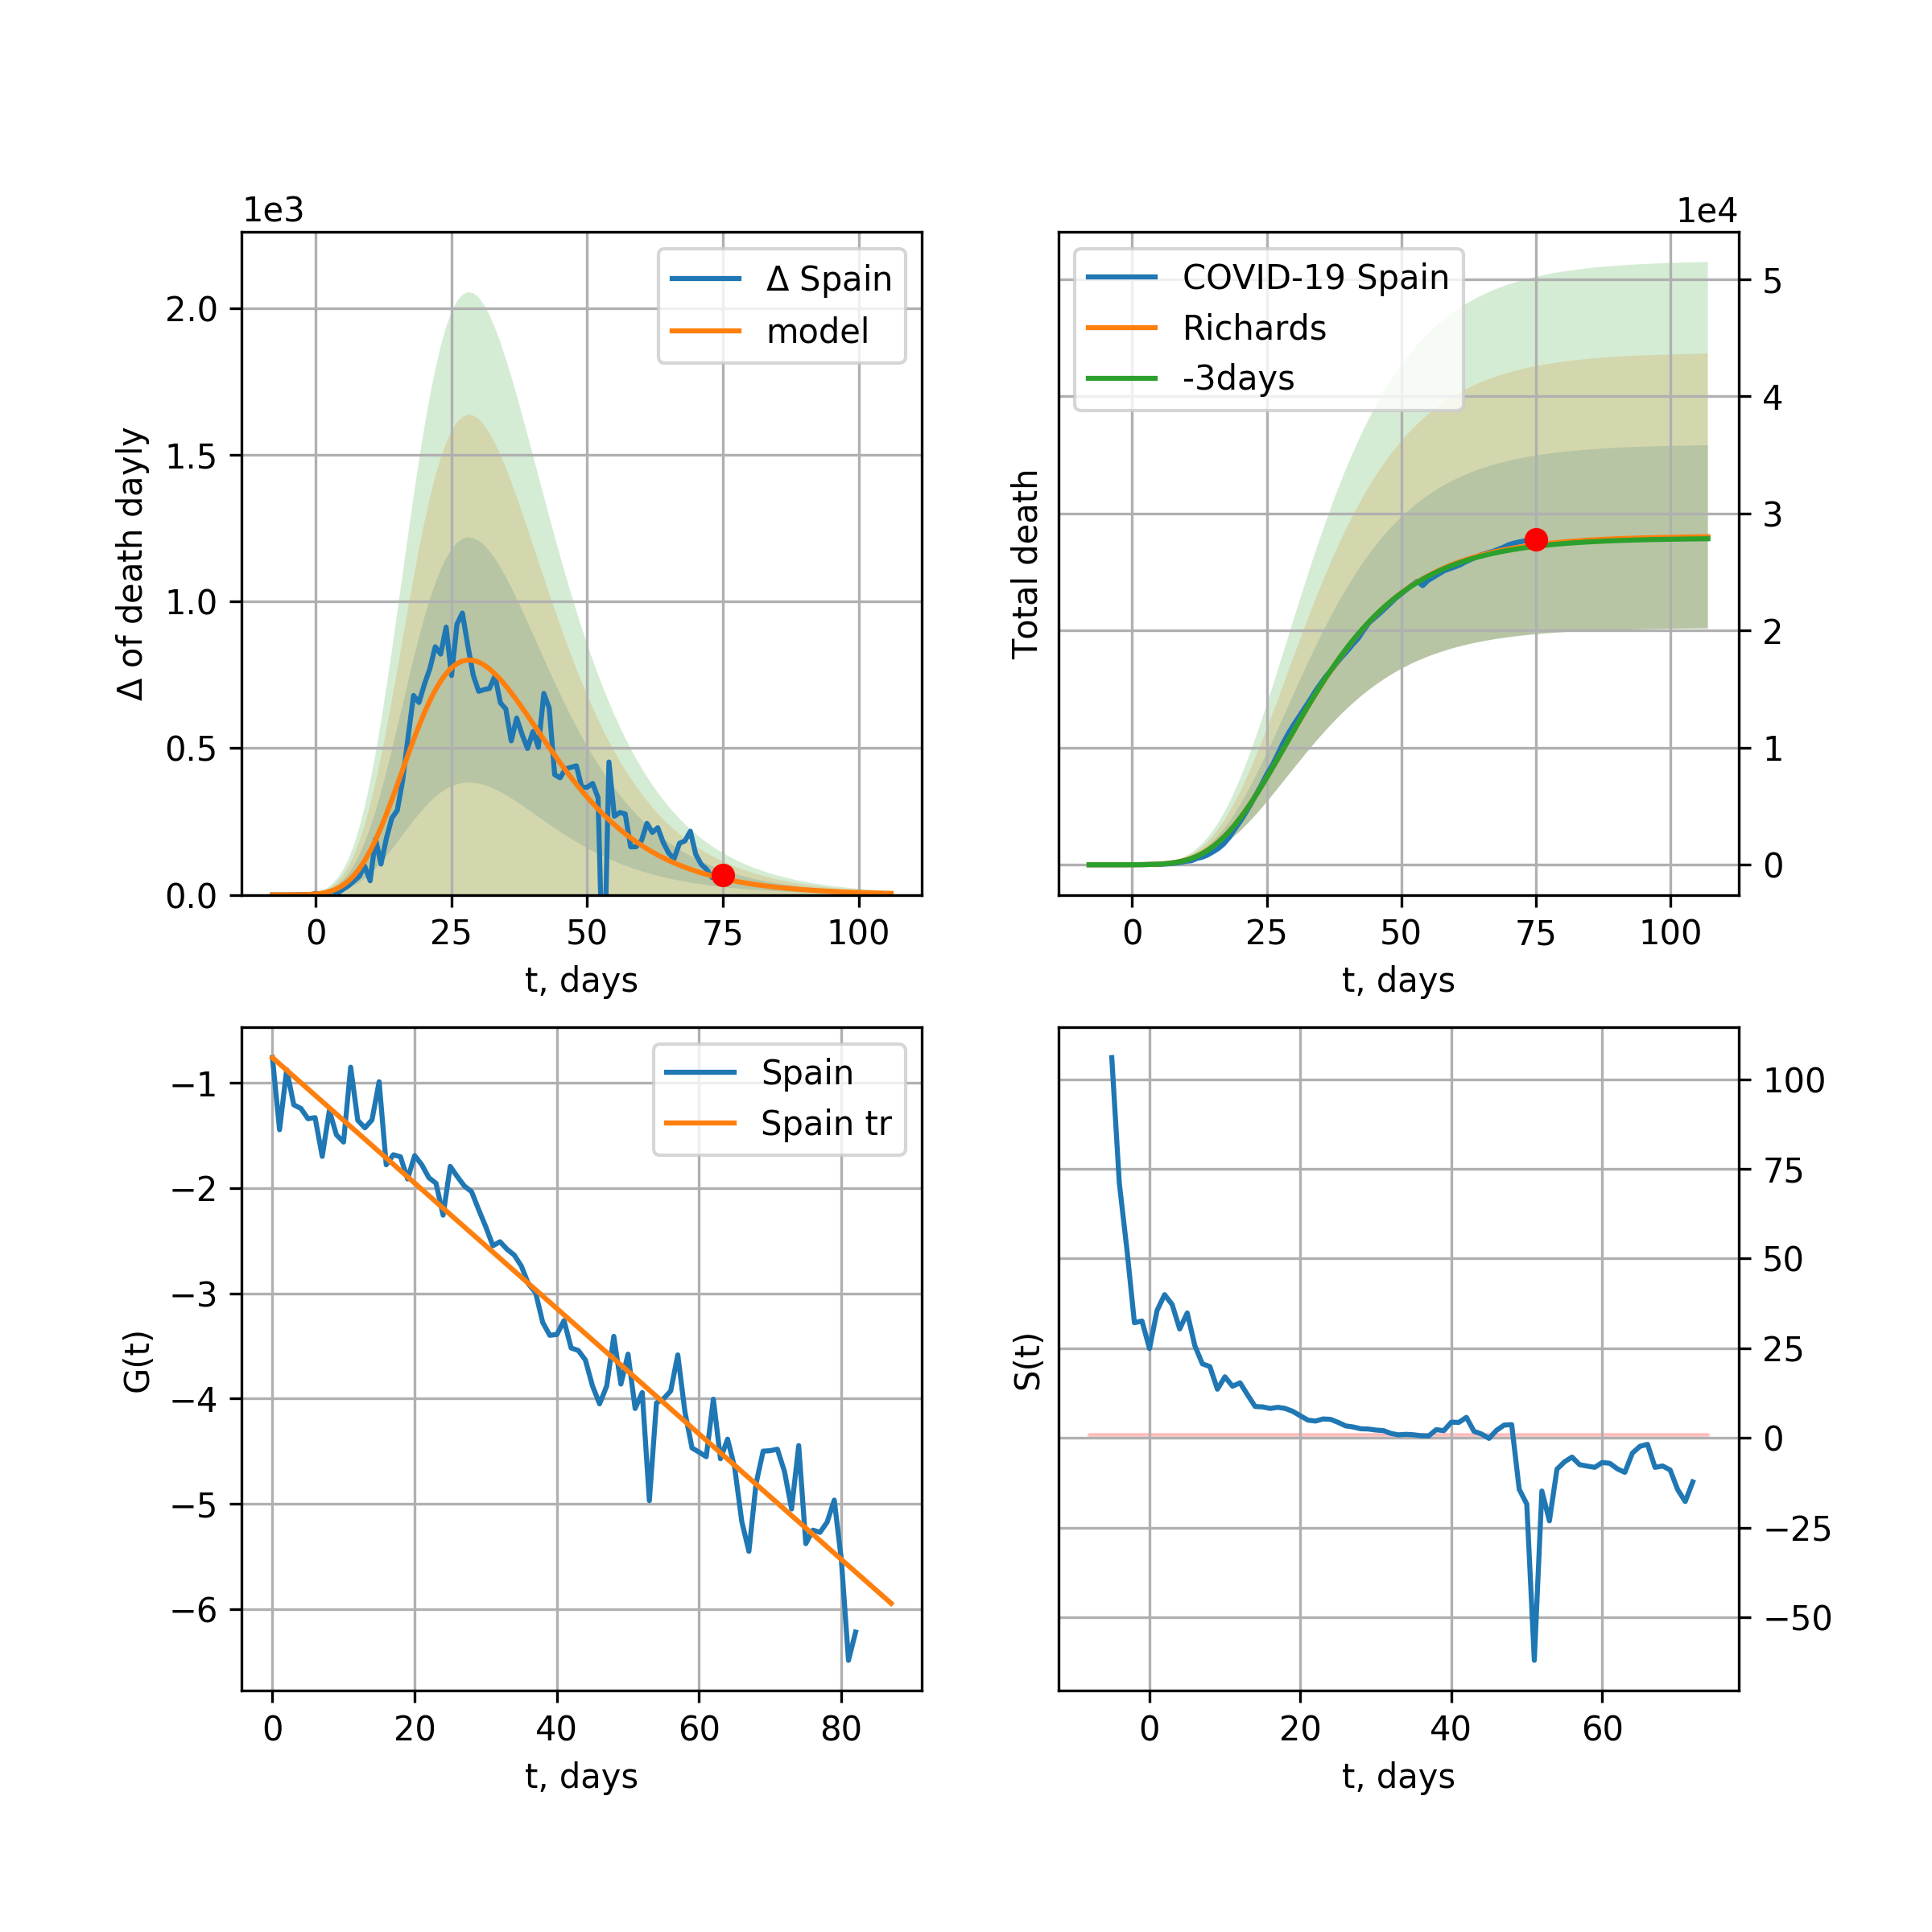 1e3
Δ of death dayly
2.0
1.5
1.0
0.5
0.0
0 25 50 75 100
t, days
Δ Spain
model
1e4
Total death
5
4
3
2
1
0
0 25 50 75 100
t, days
COVID-19 Spain
Richards
-3days
G(t)
−1
−2
−3
−4
−5
−6
0 20 40 60 80
t, days
Spain
Spain tr
S(t)
100
75
50
25
0
−25
−50
0 20 40 60
t, days